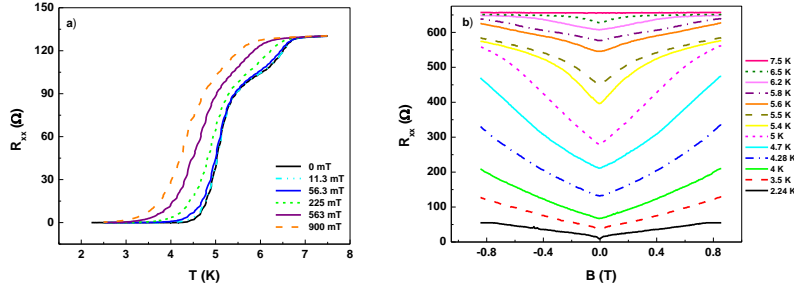 a)
150
120
90
60
30
0
R_xx (Ω)
2 3 4 5 6 7 8
T (K)
0 mT
11.3 mT
56.3 mT
225 mT
563 mT
900 mT
b)
600
500
400
300
200
100
0
R_xx (Ω)
-0.8 -0.4 0.0 0.4 0.8
B (T)
7.5 K
6.5 K
6.2 K
5.8 K
5.6 K
5.5 K
5.4 K
5 K
4.7 K
4.28 K
4 K
3.5 K
2.24 K